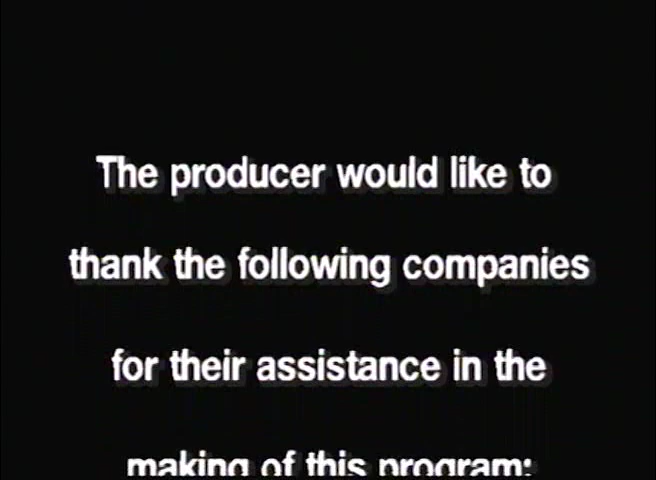 The producer would like to
thank the following companies
for their assistance in the
making of this program: